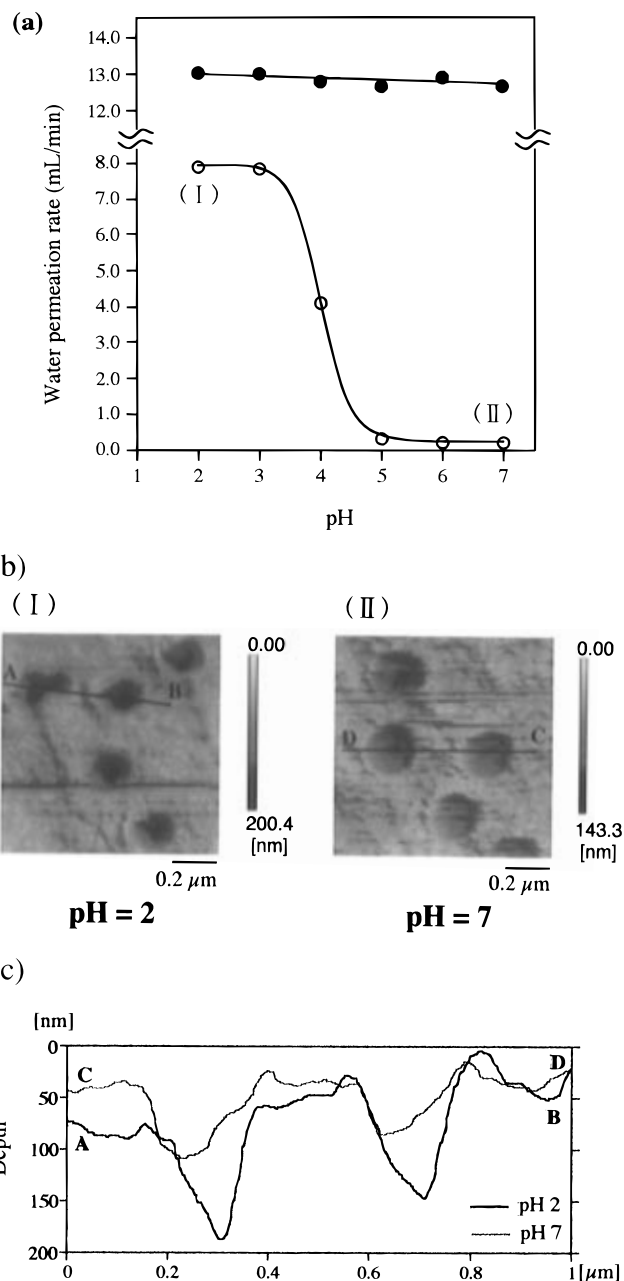 (a)
14.0
13.0
12.0
8.0
7.0
6.0
5.0
4.0
3.0
2.0
1.0
0.0
Water permeation rate (mL/min)
(I)
(II)
1 2 3 4 5 6 7
pH
b)
(I) (II)
A B
0.00
200.4
[nm]
0.2 μm
pH = 2
D C
0.00
143.3
[nm]
0.2 μm
pH = 7
c)
[nm]
0
50
100
150
200
C
A
D
B
pH 2
pH 7
0 0.2 0.4 0.6 0.8 1 [μm]